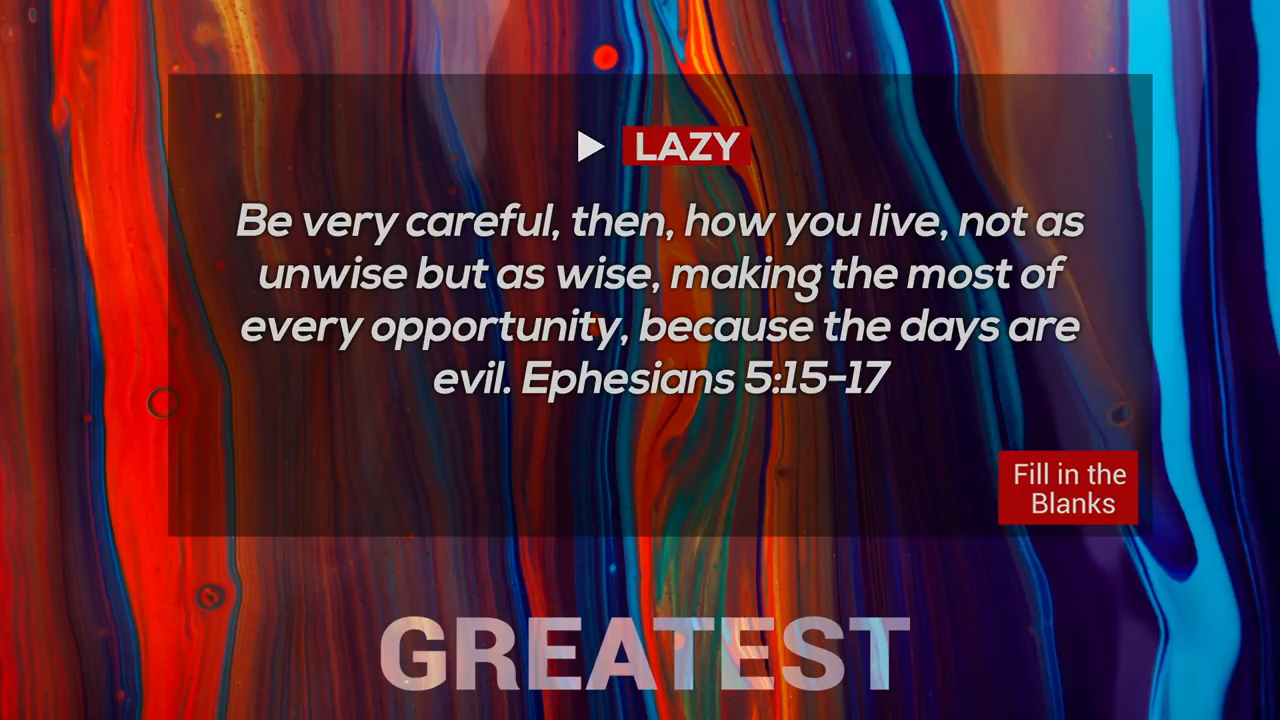 LAZY
Be very careful, then, how you live, not as
unwise but as wise, making the most of
every opportunity, because the days are
evil. Ephesians 5:15-17
Fill in the
Blanks
GREATEST